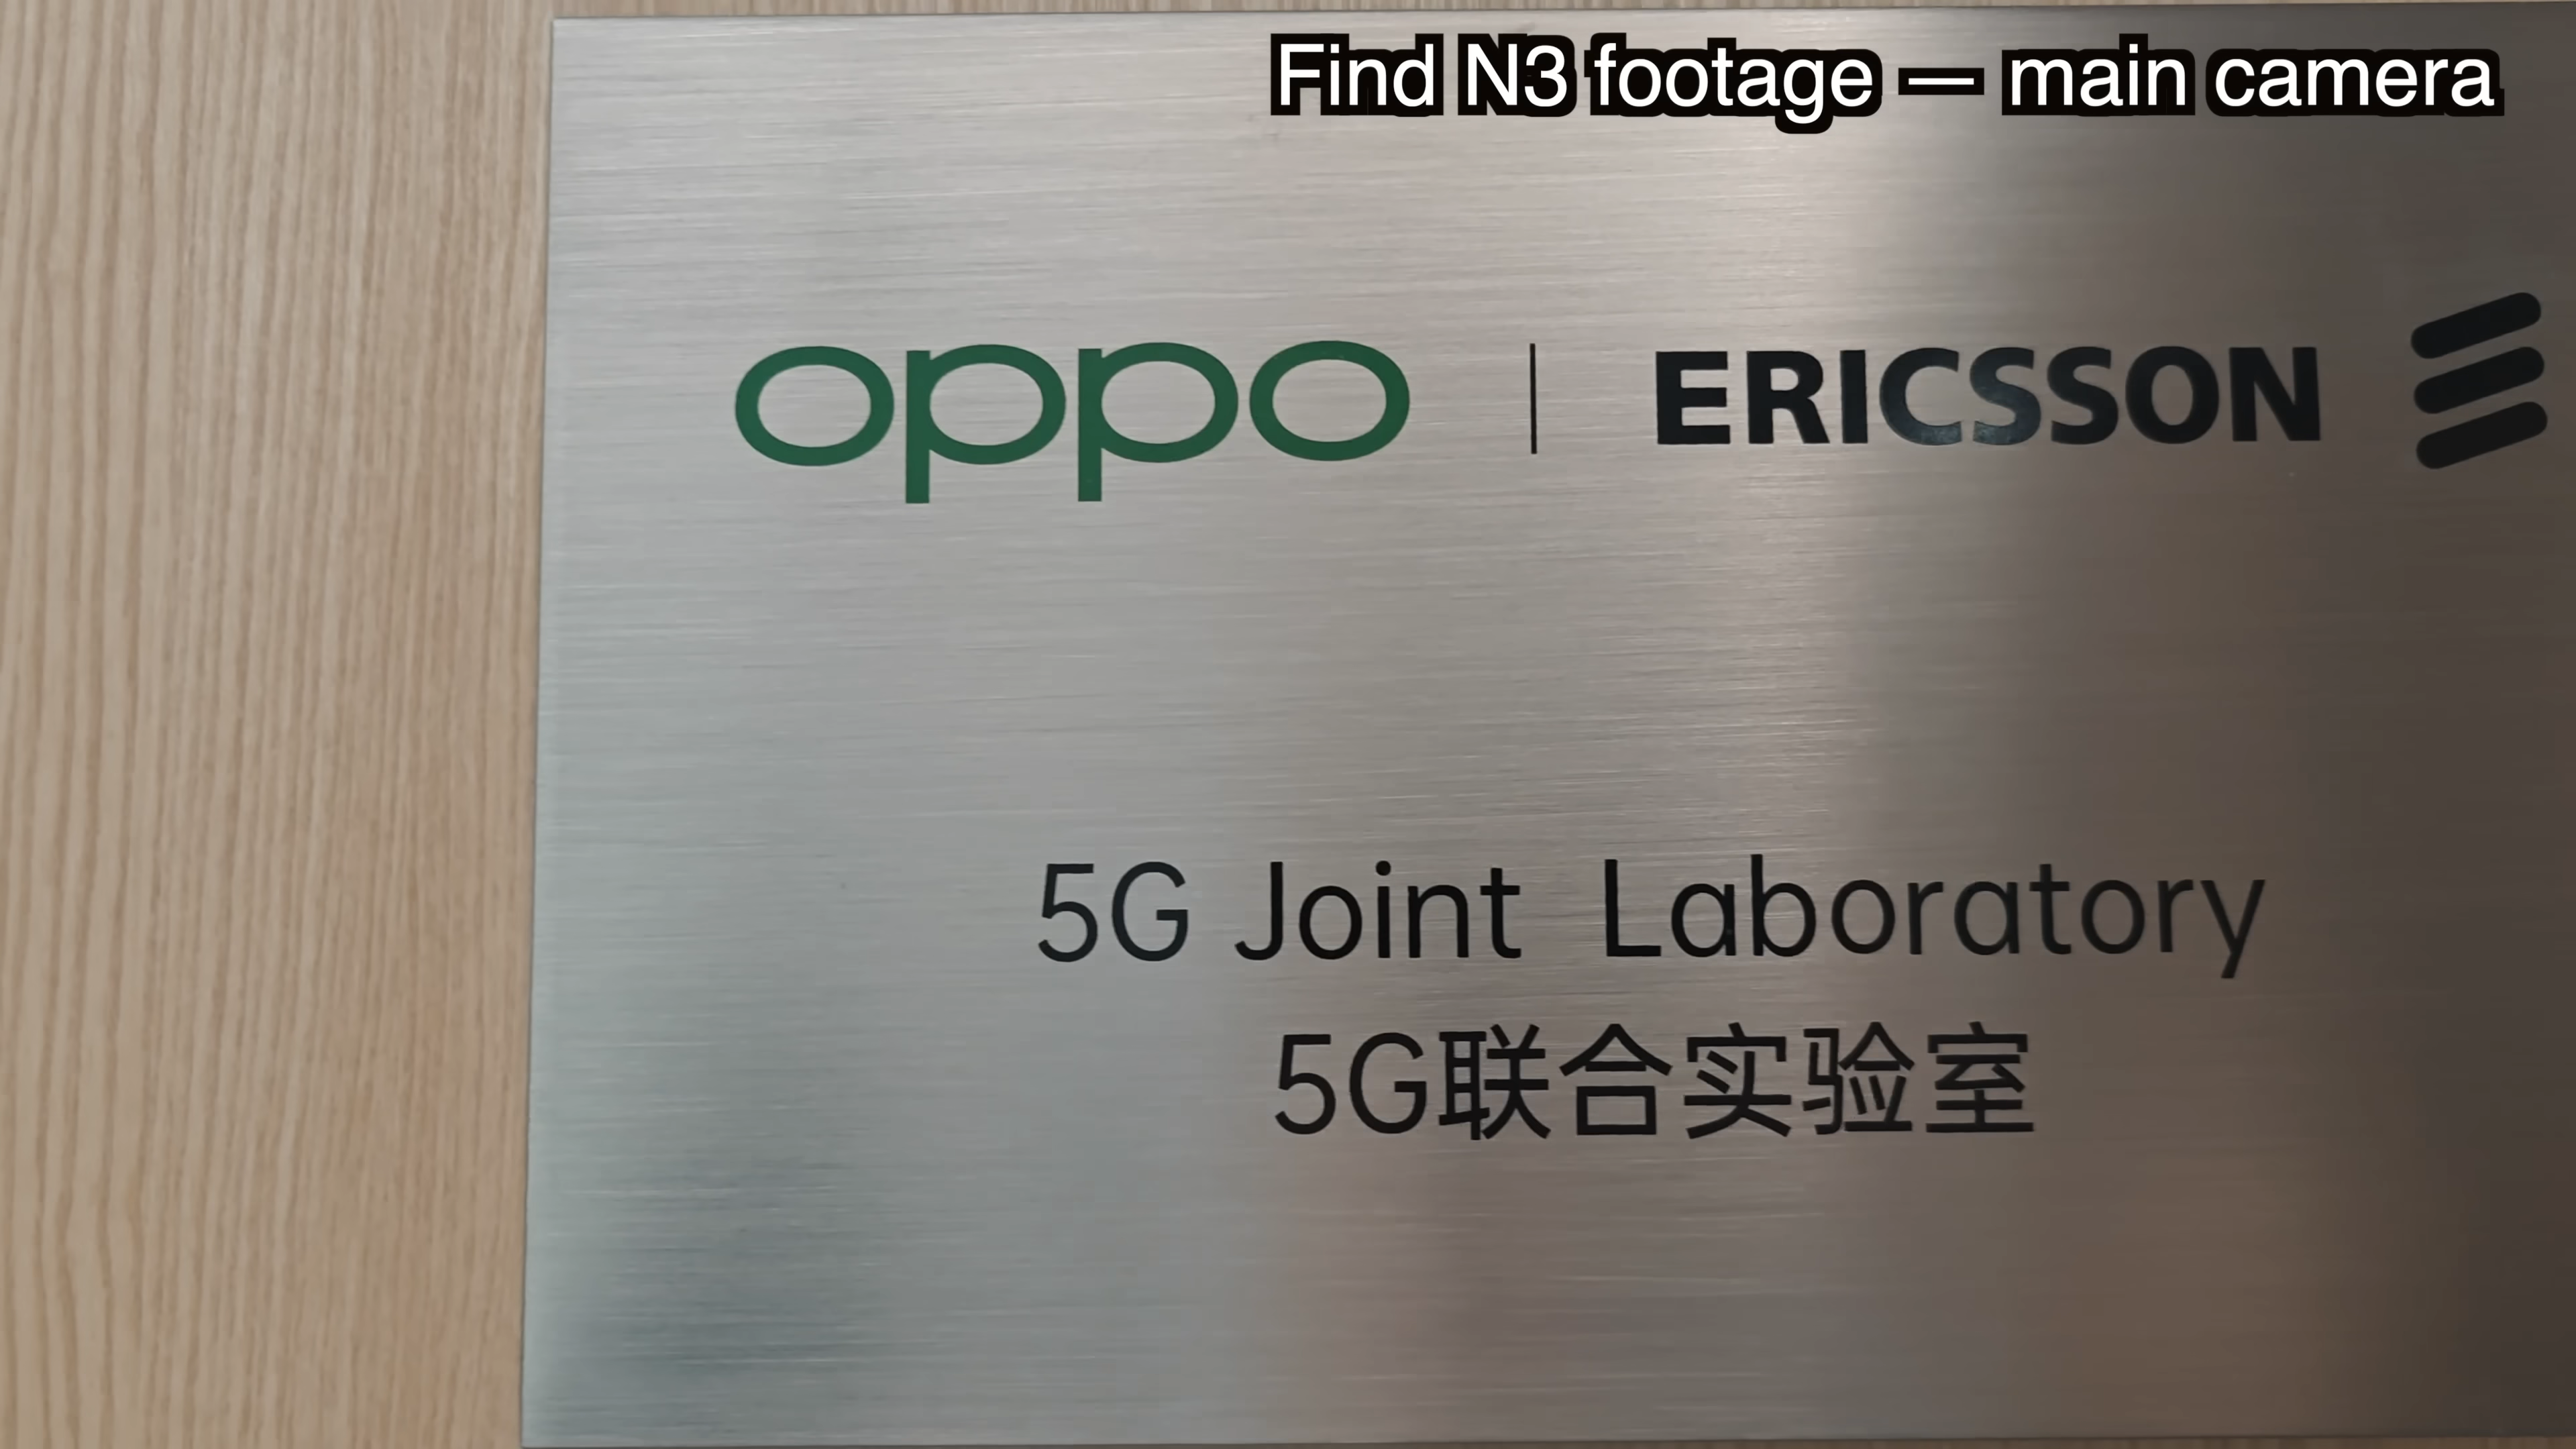 Find N3 footage — main camera
oppo | ERICSSON
5G Joint Laboratory
5G联合实验室